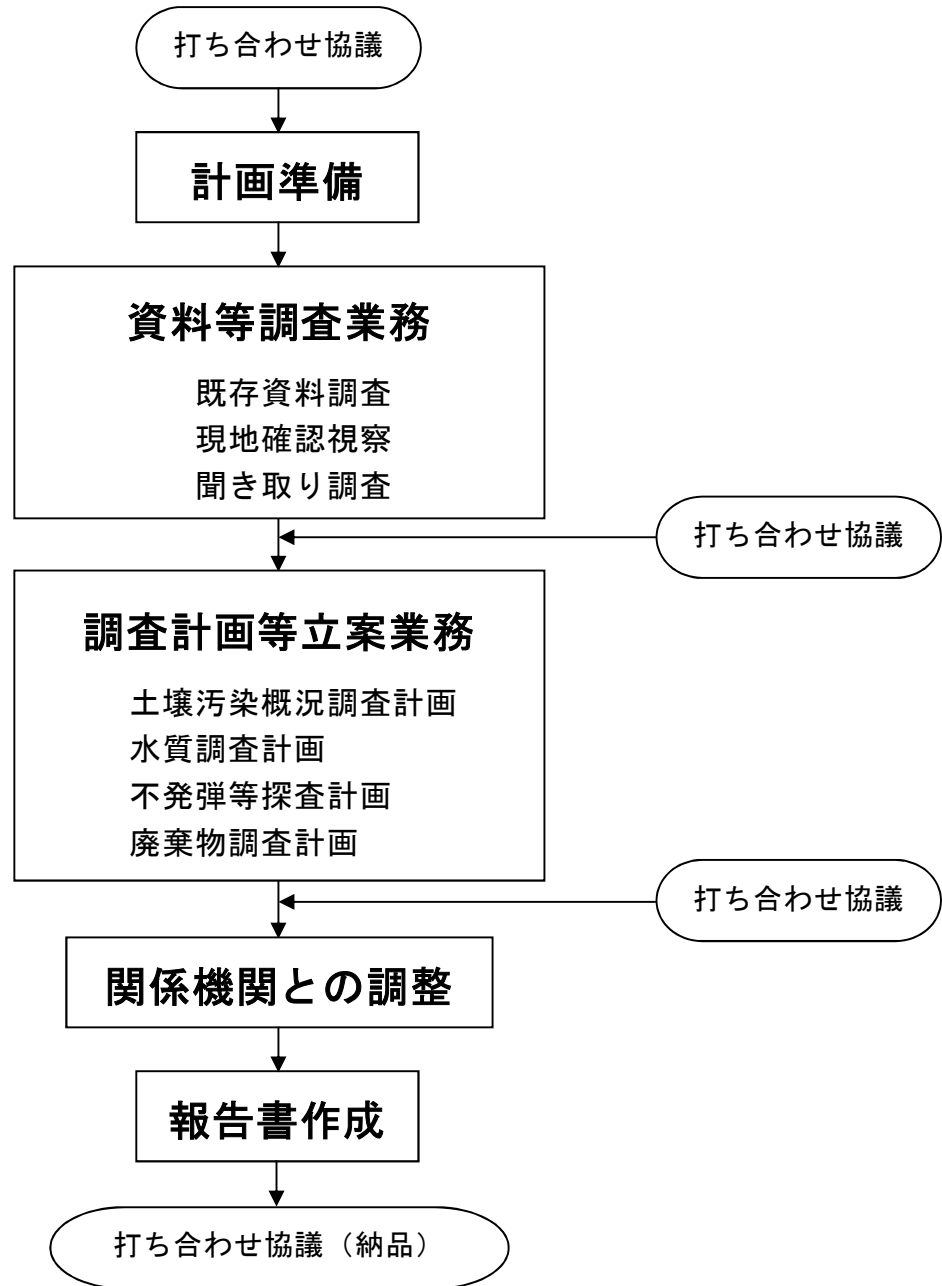 打ち合わせ協議
計画準備
資料等調査業務
既存資料調査
現地確認視察
聞き取り調査
打ち合わせ協議
調査計画等立案業務
土壌汚染概況調査計画
水質調査計画
不発弾等探査計画
廃棄物調査計画
打ち合わせ協議
関係機関との調整
報告書作成
打ち合わせ協議（納品）